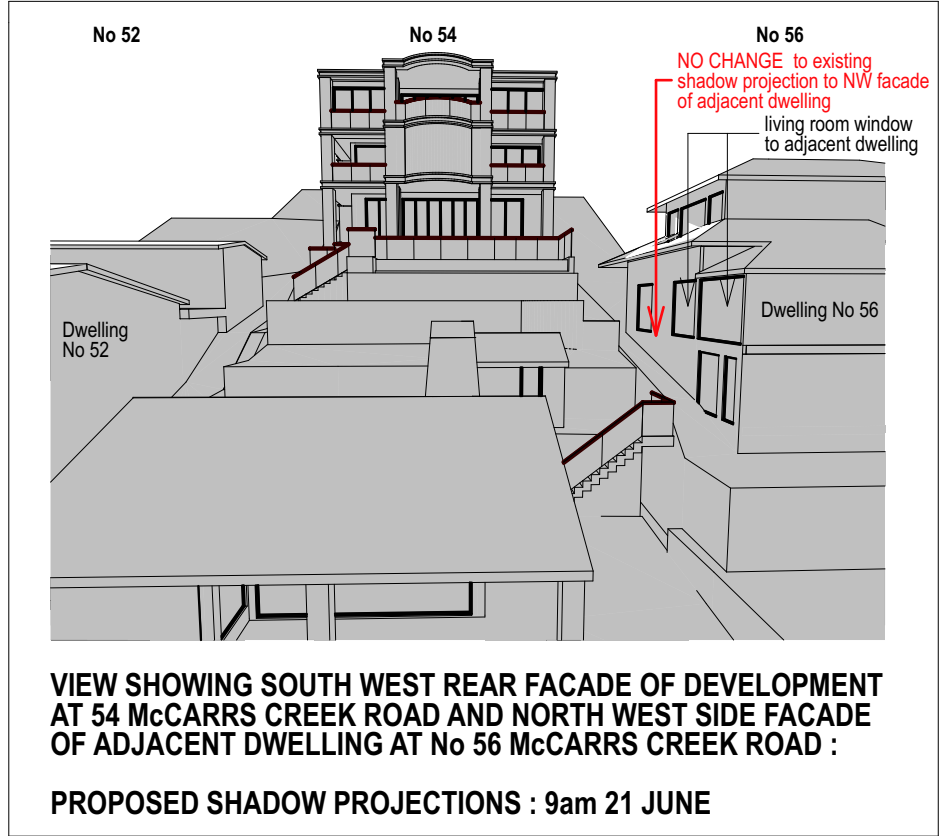 No 52
No 54
No 56
NO CHANGE to existing
shadow projection to NW facade
of adjacent dwelling
living room window
to adjacent dwelling
Dwelling
No 52
Dwelling No 56
VIEW SHOWING SOUTH WEST REAR FACADE OF DEVELOPMENT
AT 54 McCARRS CREEK ROAD AND NORTH WEST SIDE FACADE
OF ADJACENT DWELLING AT No 56 McCARRS CREEK ROAD :
PROPOSED SHADOW PROJECTIONS : 9am 21 JUNE